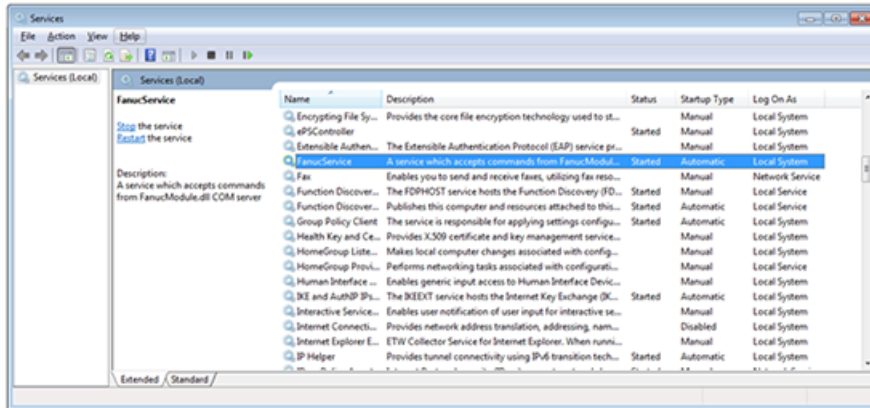 Services
File Action View Help
Services (Local)
Services (Local)
FanucService
Stop the service
Restart the service
Description:
A service which accepts commands
from FanucModule.dll COM server
Name Description Status Startup Type Log On As
Encrypting File Sy... Provides the core file encryption technology used to st... Manual Local System
ePSController Started Manual Local System
Extensible Authen... The Extensible Authentication Protocol (EAP) service pr... Manual Local System
FanucService A service which accepts commands from FanucModul... Started Automatic Local System
Fax Enables you to send and receive faxes, utilizing fax reso... Manual Network Service
Function Discover... The FDPHOST service hosts the Function Discovery (FD... Started Manual Local Service
Function Discover... Publishes this computer and resources attached to this... Started Automatic Local Service
Group Policy Client The service is responsible for applying settings configu... Started Automatic Local System
Health Key and Ce... Provides X.509 certificate and key management service... Manual Local System
HomeGroup Liste... Makes local computer changes associated with config... Manual Local System
HomeGroup Provi... Performs networking tasks associated with configurati... Manual Local Service
Human Interface ... Enables generic input access to Human Interface Devic... Manual Local System
IKE and AuthIP IPs... The IKEEXT service hosts the Internet Key Exchange (IK... Started Automatic Local System
Interactive Service... Enables user notification of user input for interactive se... Manual Local System
Internet Connecti... Provides network address translation, addressing, nam... Disabled Local System
Internet Explorer E... ETW Collector Service for Internet Explorer. When runni... Manual Local System
IP Helper Provides tunnel connectivity using IPv6 transition tech... Started Automatic Local System
Extended Standard